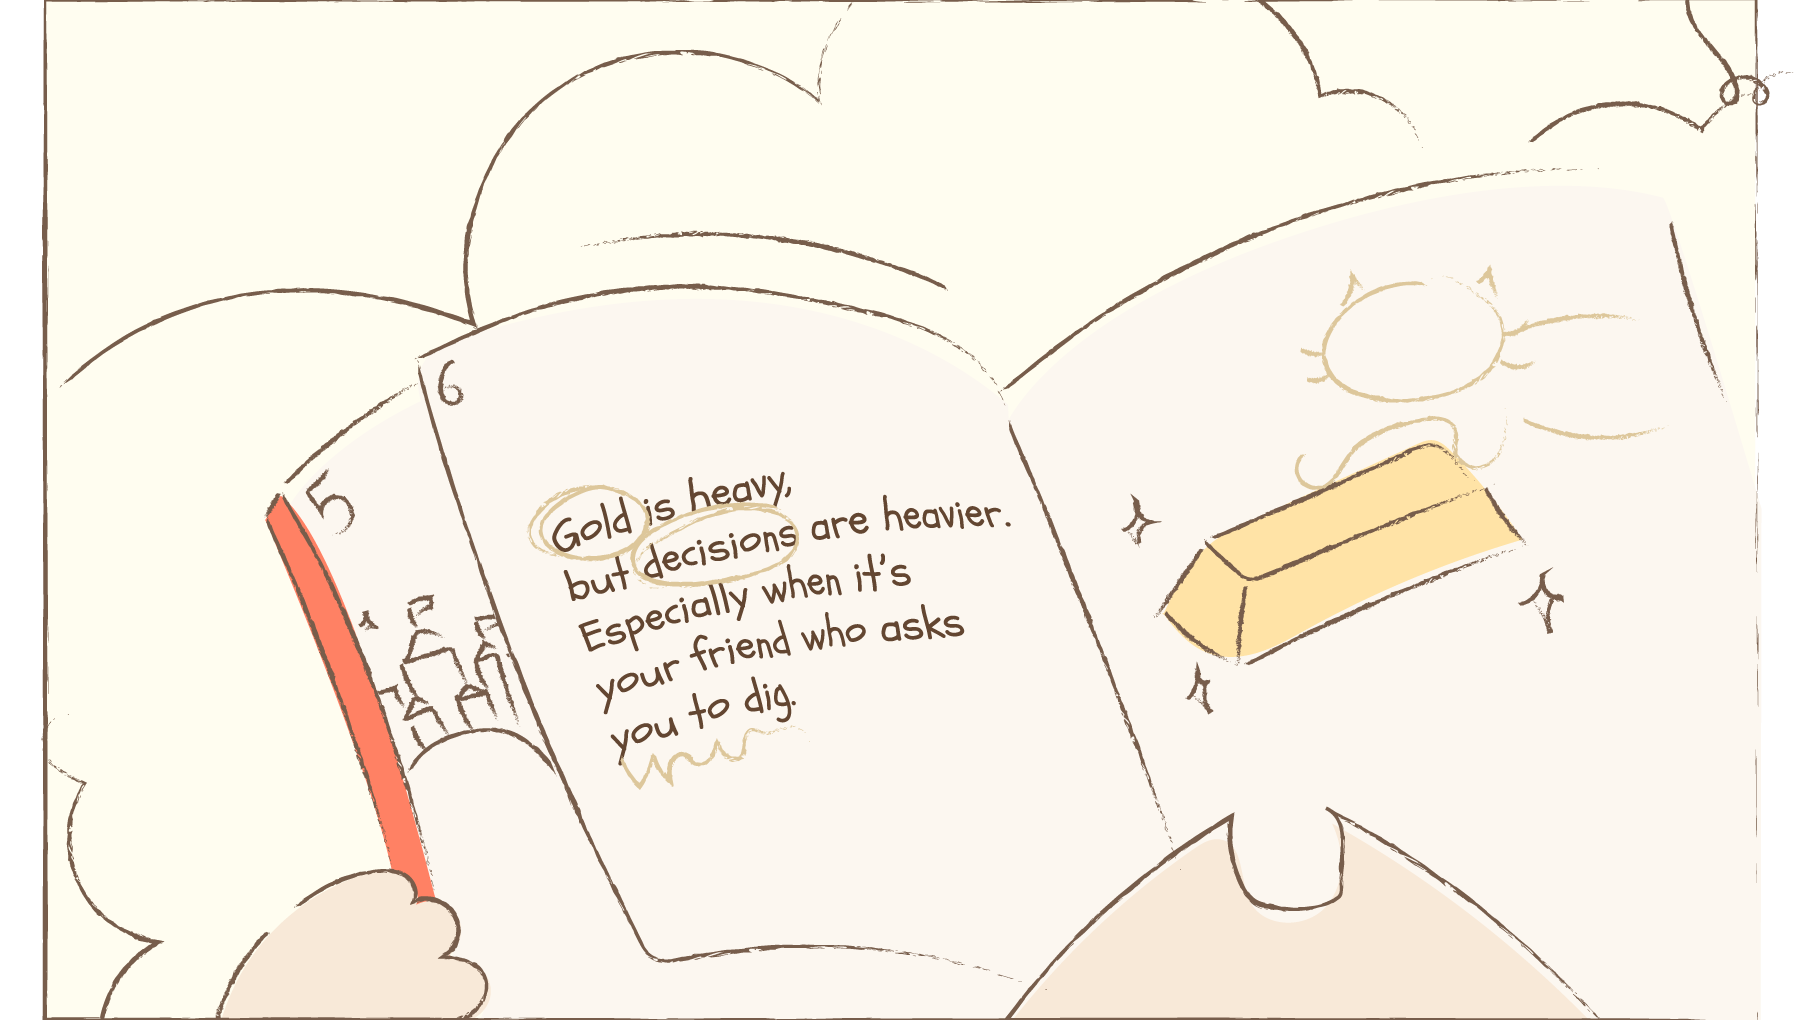 5
6
Gold is heavy,
but decisions are heavier.
Especially when it's
your friend who asks
you to dig.